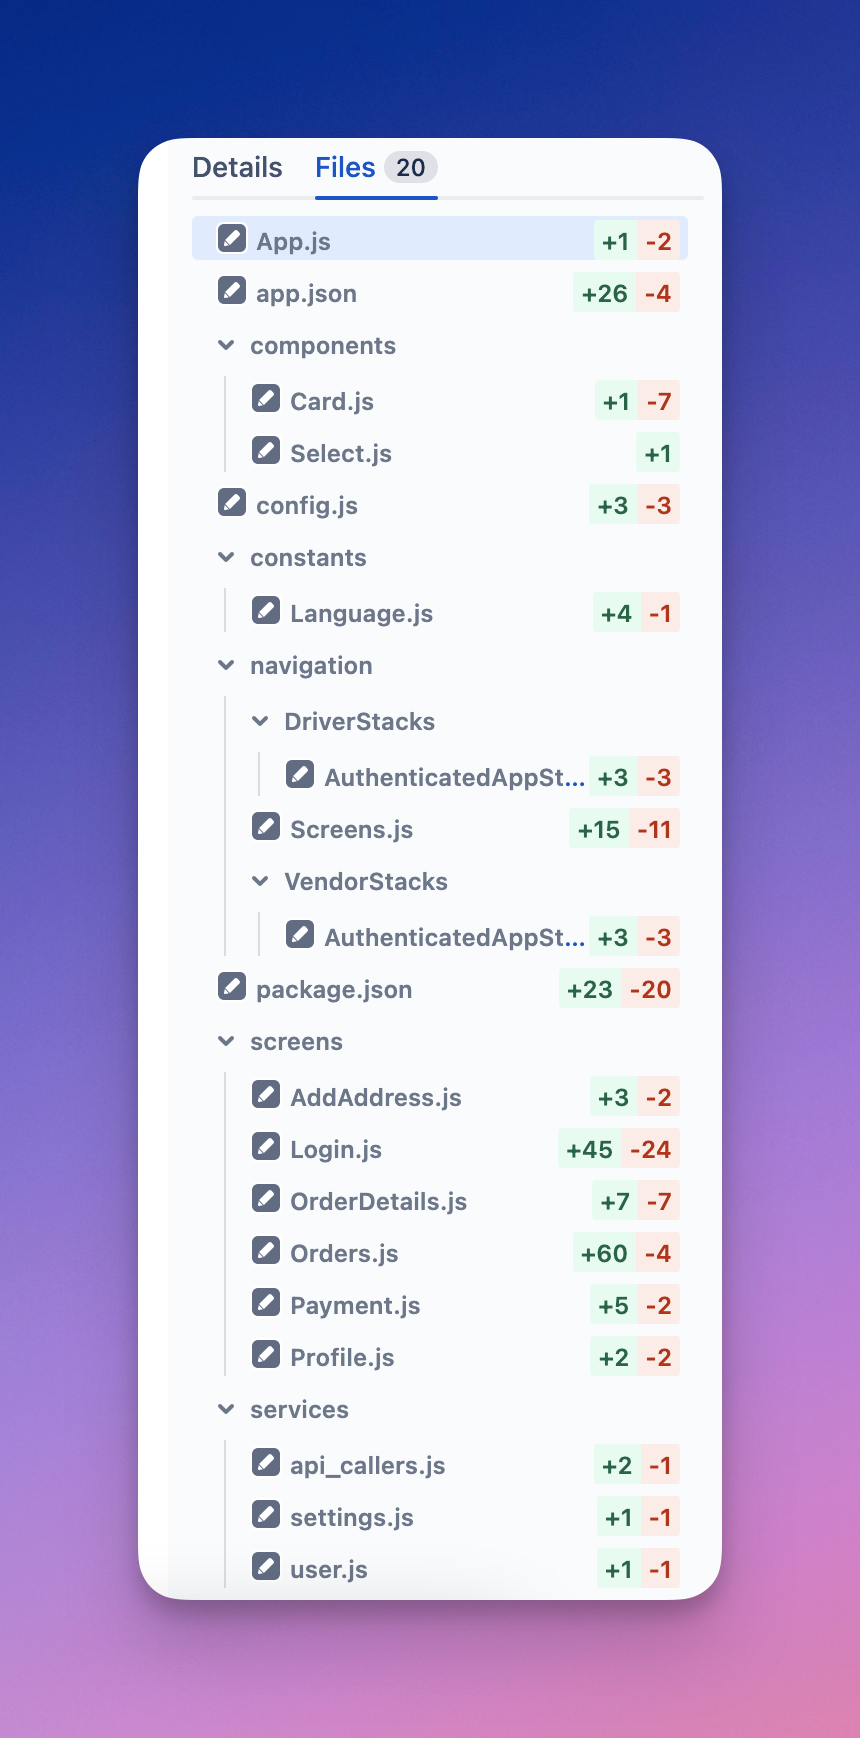 Details Files 20
App.js +1 -2
app.json +26 -4
components
Card.js +1 -7
Select.js +1
config.js +3 -3
constants
Language.js +4 -1
navigation
DriverStacks
AuthenticatedAppSt... +3 -3
Screens.js +15 -11
VendorStacks
AuthenticatedAppSt... +3 -3
package.json +23 -20
screens
AddAddress.js +3 -2
Login.js +45 -24
OrderDetails.js +7 -7
Orders.js +60 -4
Payment.js +5 -2
Profile.js +2 -2
services
api_callers.js +2 -1
settings.js +1 -1
user.js +1 -1